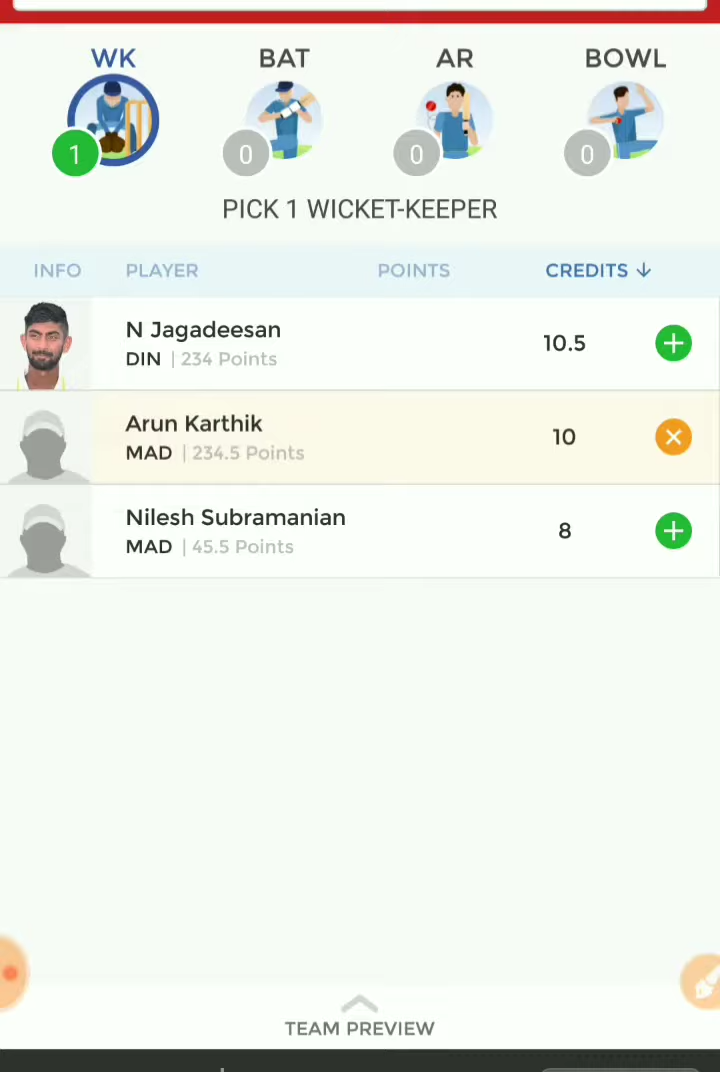 WK BAT AR BOWL
1 0 0 0
PICK 1 WICKET-KEEPER
INFO PLAYER POINTS CREDITS ↓
N Jagadeesan
DIN | 234 Points 10.5
Arun Karthik
MAD | 234.5 Points 10
Nilesh Subramanian
MAD | 45.5 Points 8
TEAM PREVIEW